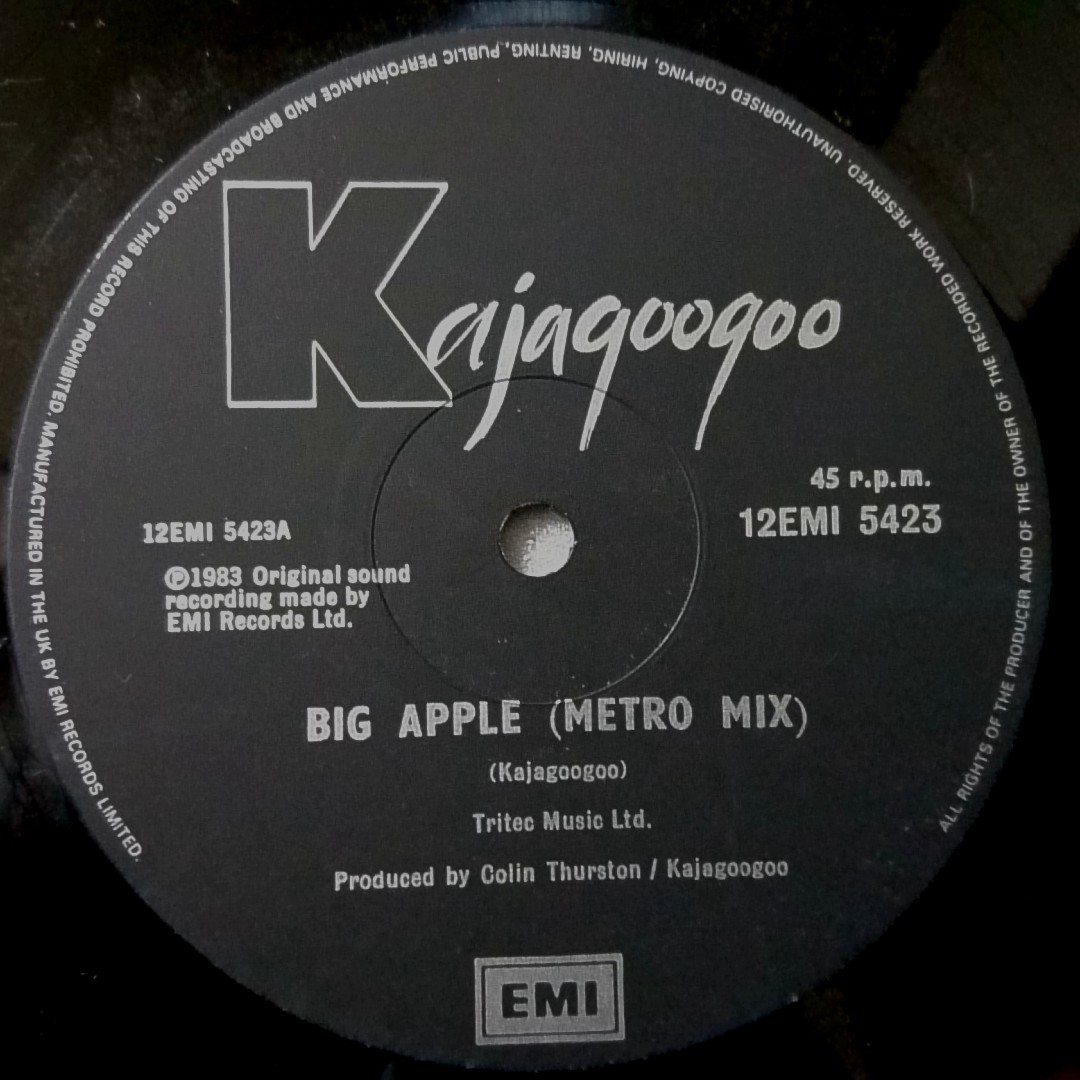 Kajagoogoo
45 r.p.m.
12EMI 5423
12EMI 5423A
℗1983 Original sound
recording made by
EMI Records Ltd.
BIG APPLE (METRO MIX)
(Kajagoogoo)
Tritec Music Ltd.
Produced by Colin Thurston / Kajagoogoo
EMI
ALL RIGHTS OF THE PRODUCER AND OF THE OWNER OF THE RECORDED WORK RESERVED. UNAUTHORISED COPYING, HIRING, RENTING, PUBLIC PERFORMANCE AND BROADCASTING OF THIS RECORD PROHIBITED. MANUFACTURED IN THE UK BY EMI RECORDS LIMITED.